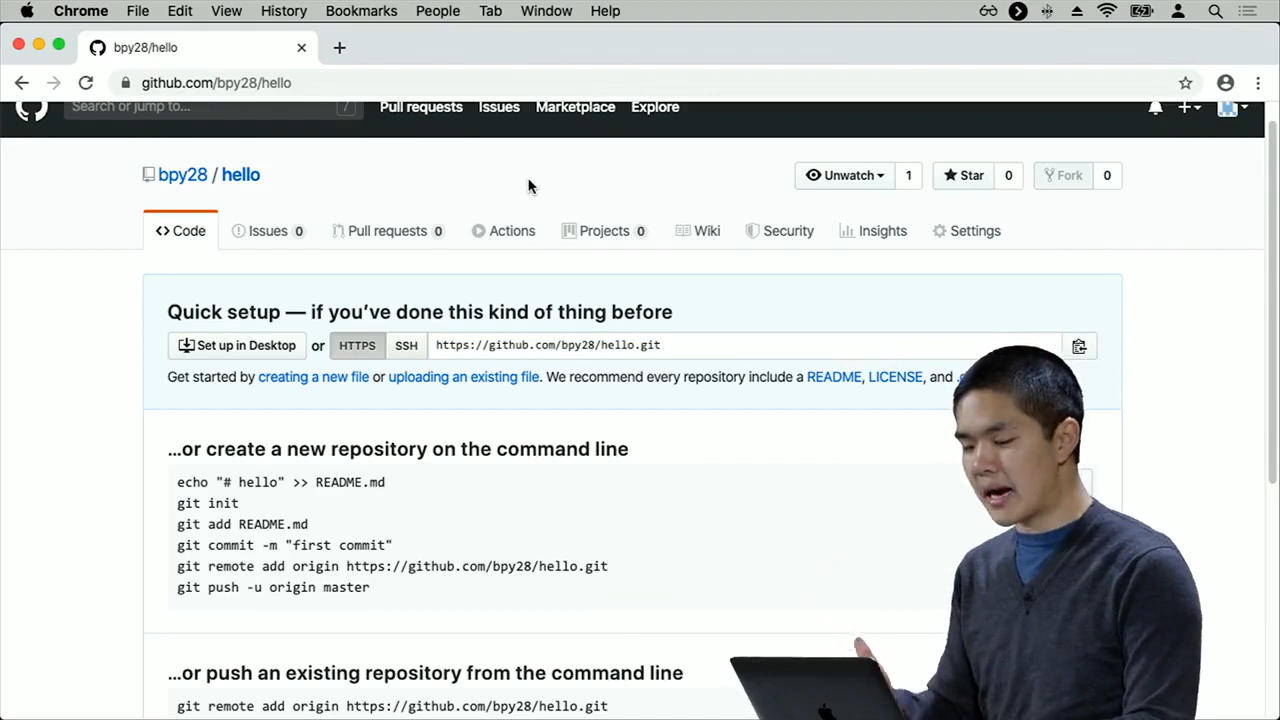 Chrome File Edit View History Bookmarks People Tab Window Help
bpy28/hello
github.com/bpy28/hello
Search or jump to... / Pull requests Issues Marketplace Explore
bpy28 / hello Unwatch 1 Star 0 Fork 0
Code Issues 0 Pull requests 0 Actions Projects 0 Wiki Security Insights Settings
Quick setup — if you’ve done this kind of thing before
Set up in Desktop or HTTPS SSH https://github.com/bpy28/hello.git
Get started by creating a new file or uploading an existing file. We recommend every repository include a README, LICENSE, and
…or create a new repository on the command line
echo "# hello" >> README.md
git init
git add README.md
git commit -m "first commit"
git remote add origin https://github.com/bpy28/hello.git
git push -u origin master
…or push an existing repository from the command line
git remote add origin https://github.com/bpy28/hello.git